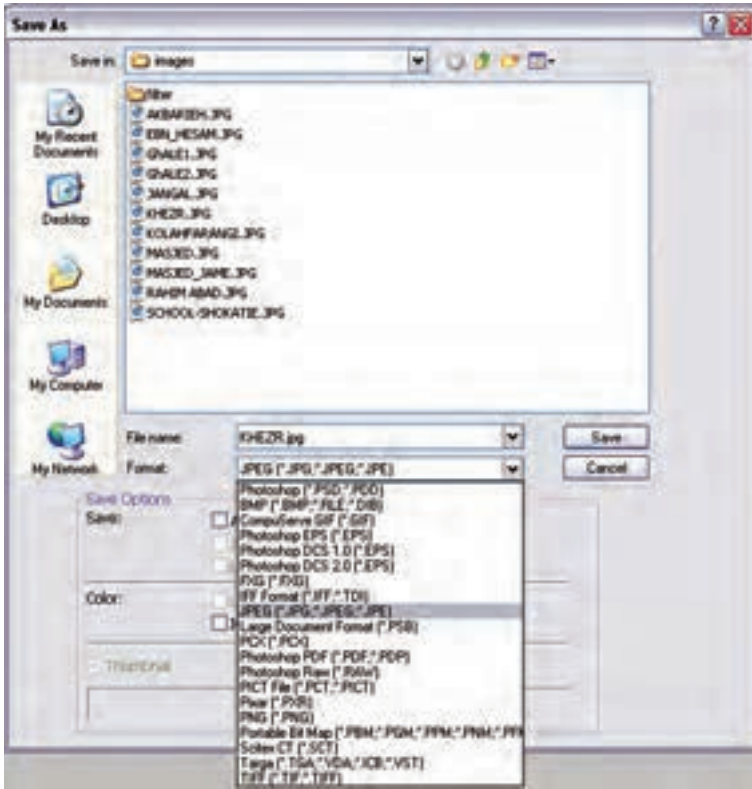 Save As
Save in: images
My Recent Documents
Desktop
My Documents
My Computer
My Network
filter
AKBARIEH.JPG
EBN_HESAM.JPG
GhALE1.JPG
GhALE2.JPG
JANGAL.JPG
KHEZR.JPG
KOLAHFARANGI.JPG
MASJED.JPG
MASJED_JAME.JPG
RAHIM ABAD.JPG
SCHOOL-SHOKATIE.JPG
File name: KHEZR.jpg Save
Format: JPEG (*.JPG;*.JPEG;*.JPE) Cancel
Save Options
Save:
Color:
Thumbnail
Photoshop (*.PSD;*.PDD)
BMP (*.BMP;*.RLE;*.DIB)
CompuServe GIF (*.GIF)
Photoshop EPS (*.EPS)
Photoshop DCS 1.0 (*.EPS)
Photoshop DCS 2.0 (*.EPS)
FXG (*.FXG)
IFF Format (*.IFF;*.TDI)
JPEG (*.JPG;*.JPEG;*.JPE)
Large Document Format (*.PSB)
PCX (*.PCX)
Photoshop PDF (*.PDF;*.PDP)
Photoshop Raw (*.RAW)
PICT File (*.PCT;*.PICT)
Pixar (*.PXR)
PNG (*.PNG)
Portable Bit Map (*.PBM;*.PGM;*.PPM;*.PNM;*.PFM
Scitex CT (*.SCT)
Targa (*.TGA;*.VDA;*.ICB;*.VST)
TIFF (*.TIF;*.TIFF)